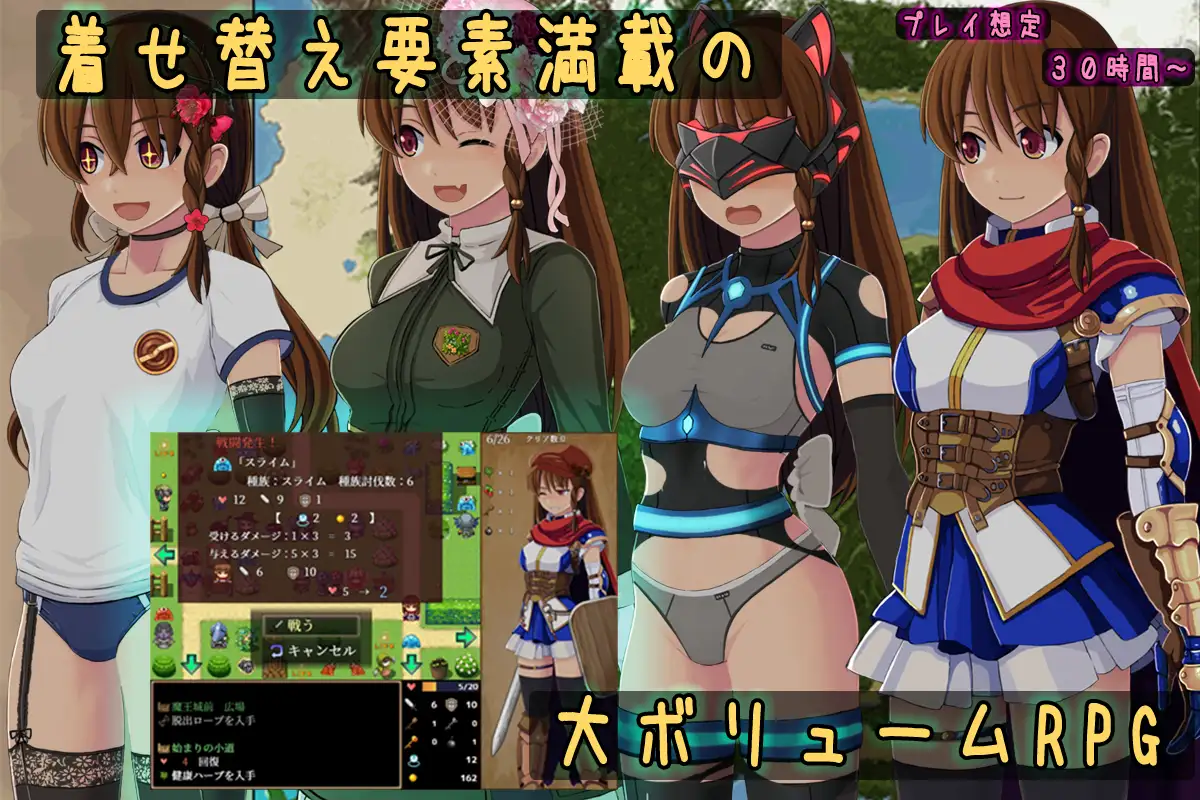 着せ替え要素満載の
プレイ想定
30時間～
戦闘発生！
「スライム」
種族：スライム 種族討伐数：6
12 9 1
【 2 2 】
受けるダメージ：1×3 = 3
与えるダメージ：5×3 = 15
6 10
5 → 2
戦う
キャンセル
6/26
5/20
6 10
1 0
0 1
12
162
魔王城前 広場
脱出ロープを入手
始まりの小道
4 回復
健康ハーブを入手
大ボリュームRPG